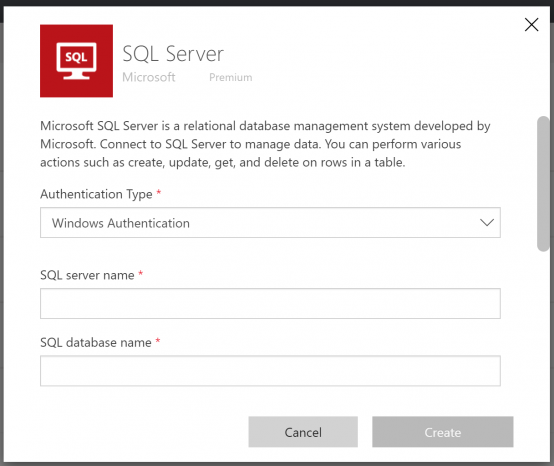 SQL
SQL Server
Microsoft Premium
Microsoft SQL Server is a relational database management system developed by
Microsoft. Connect to SQL Server to manage data. You can perform various
actions such as create, update, get, and delete on rows in a table.
Authentication Type *
Windows Authentication
SQL server name *
SQL database name *
Cancel Create